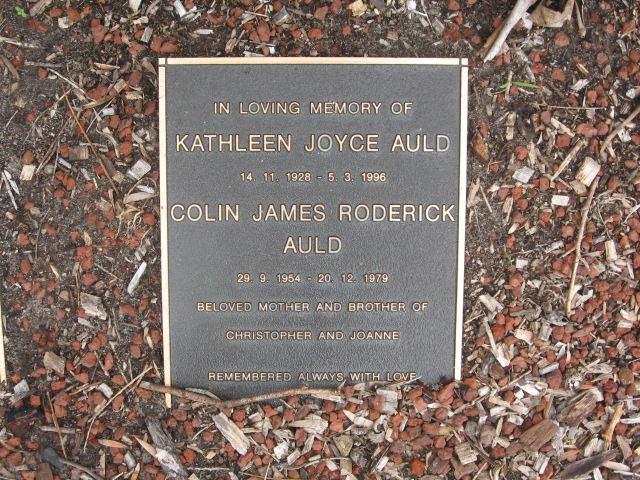 IN LOVING MEMORY OF
KATHLEEN JOYCE AULD
14. 11. 1928 - 5. 3. 1996
COLIN JAMES RODERICK
AULD
29. 9. 1954 - 20. 12. 1979
BELOVED MOTHER AND BROTHER OF
CHRISTOPHER AND JOANNE
REMEMBERED ALWAYS WITH LOVE